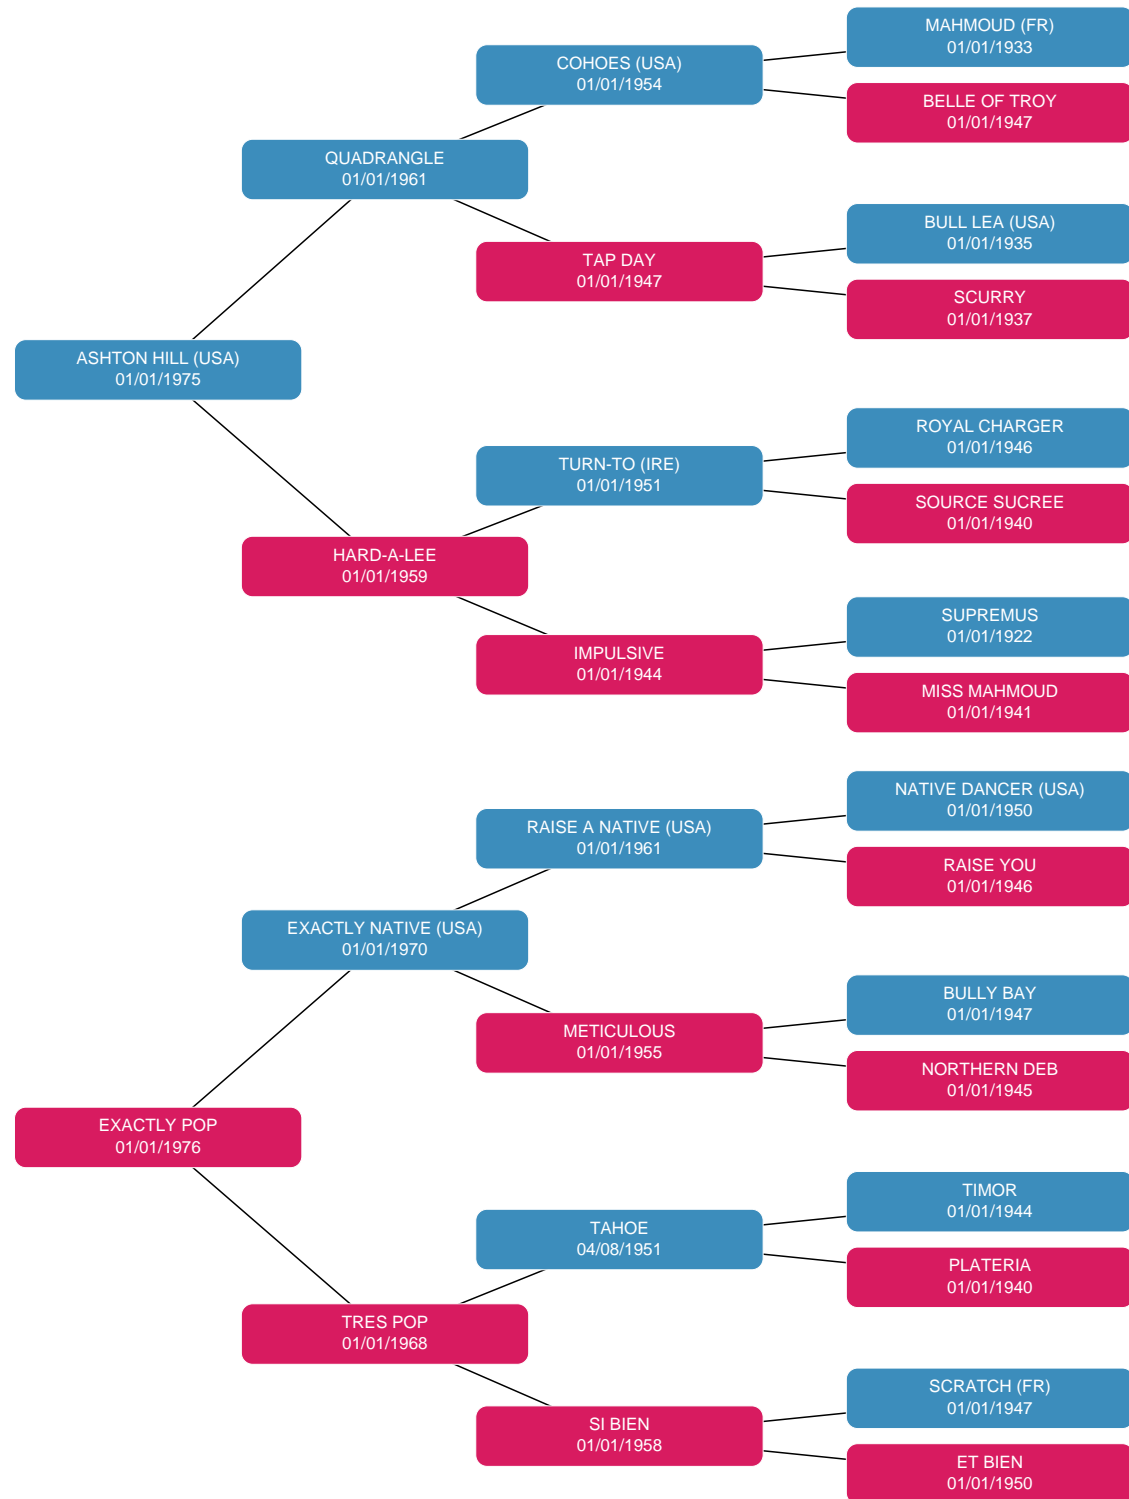 MAHMOUD (FR)
01/01/1933
COHOES (USA)
01/01/1954
BELLE OF TROY
01/01/1947
QUADRANGLE
01/01/1961
BULL LEA (USA)
01/01/1935
TAP DAY
01/01/1947
SCURRY
01/01/1937
ASHTON HILL (USA)
01/01/1975
ROYAL CHARGER
01/01/1946
TURN-TO (IRE)
01/01/1951
SOURCE SUCREE
01/01/1940
HARD-A-LEE
01/01/1959
SUPREMUS
01/01/1922
IMPULSIVE
01/01/1944
MISS MAHMOUD
01/01/1941
NATIVE DANCER (USA)
01/01/1950
RAISE A NATIVE (USA)
01/01/1961
RAISE YOU
01/01/1946
EXACTLY NATIVE (USA)
01/01/1970
BULLY BAY
01/01/1947
METICULOUS
01/01/1955
NORTHERN DEB
01/01/1945
EXACTLY POP
01/01/1976
TIMOR
01/01/1944
TAHOE
04/08/1951
PLATERIA
01/01/1940
TRES POP
01/01/1968
SCRATCH (FR)
01/01/1947
SI BIEN
01/01/1958
ET BIEN
01/01/1950